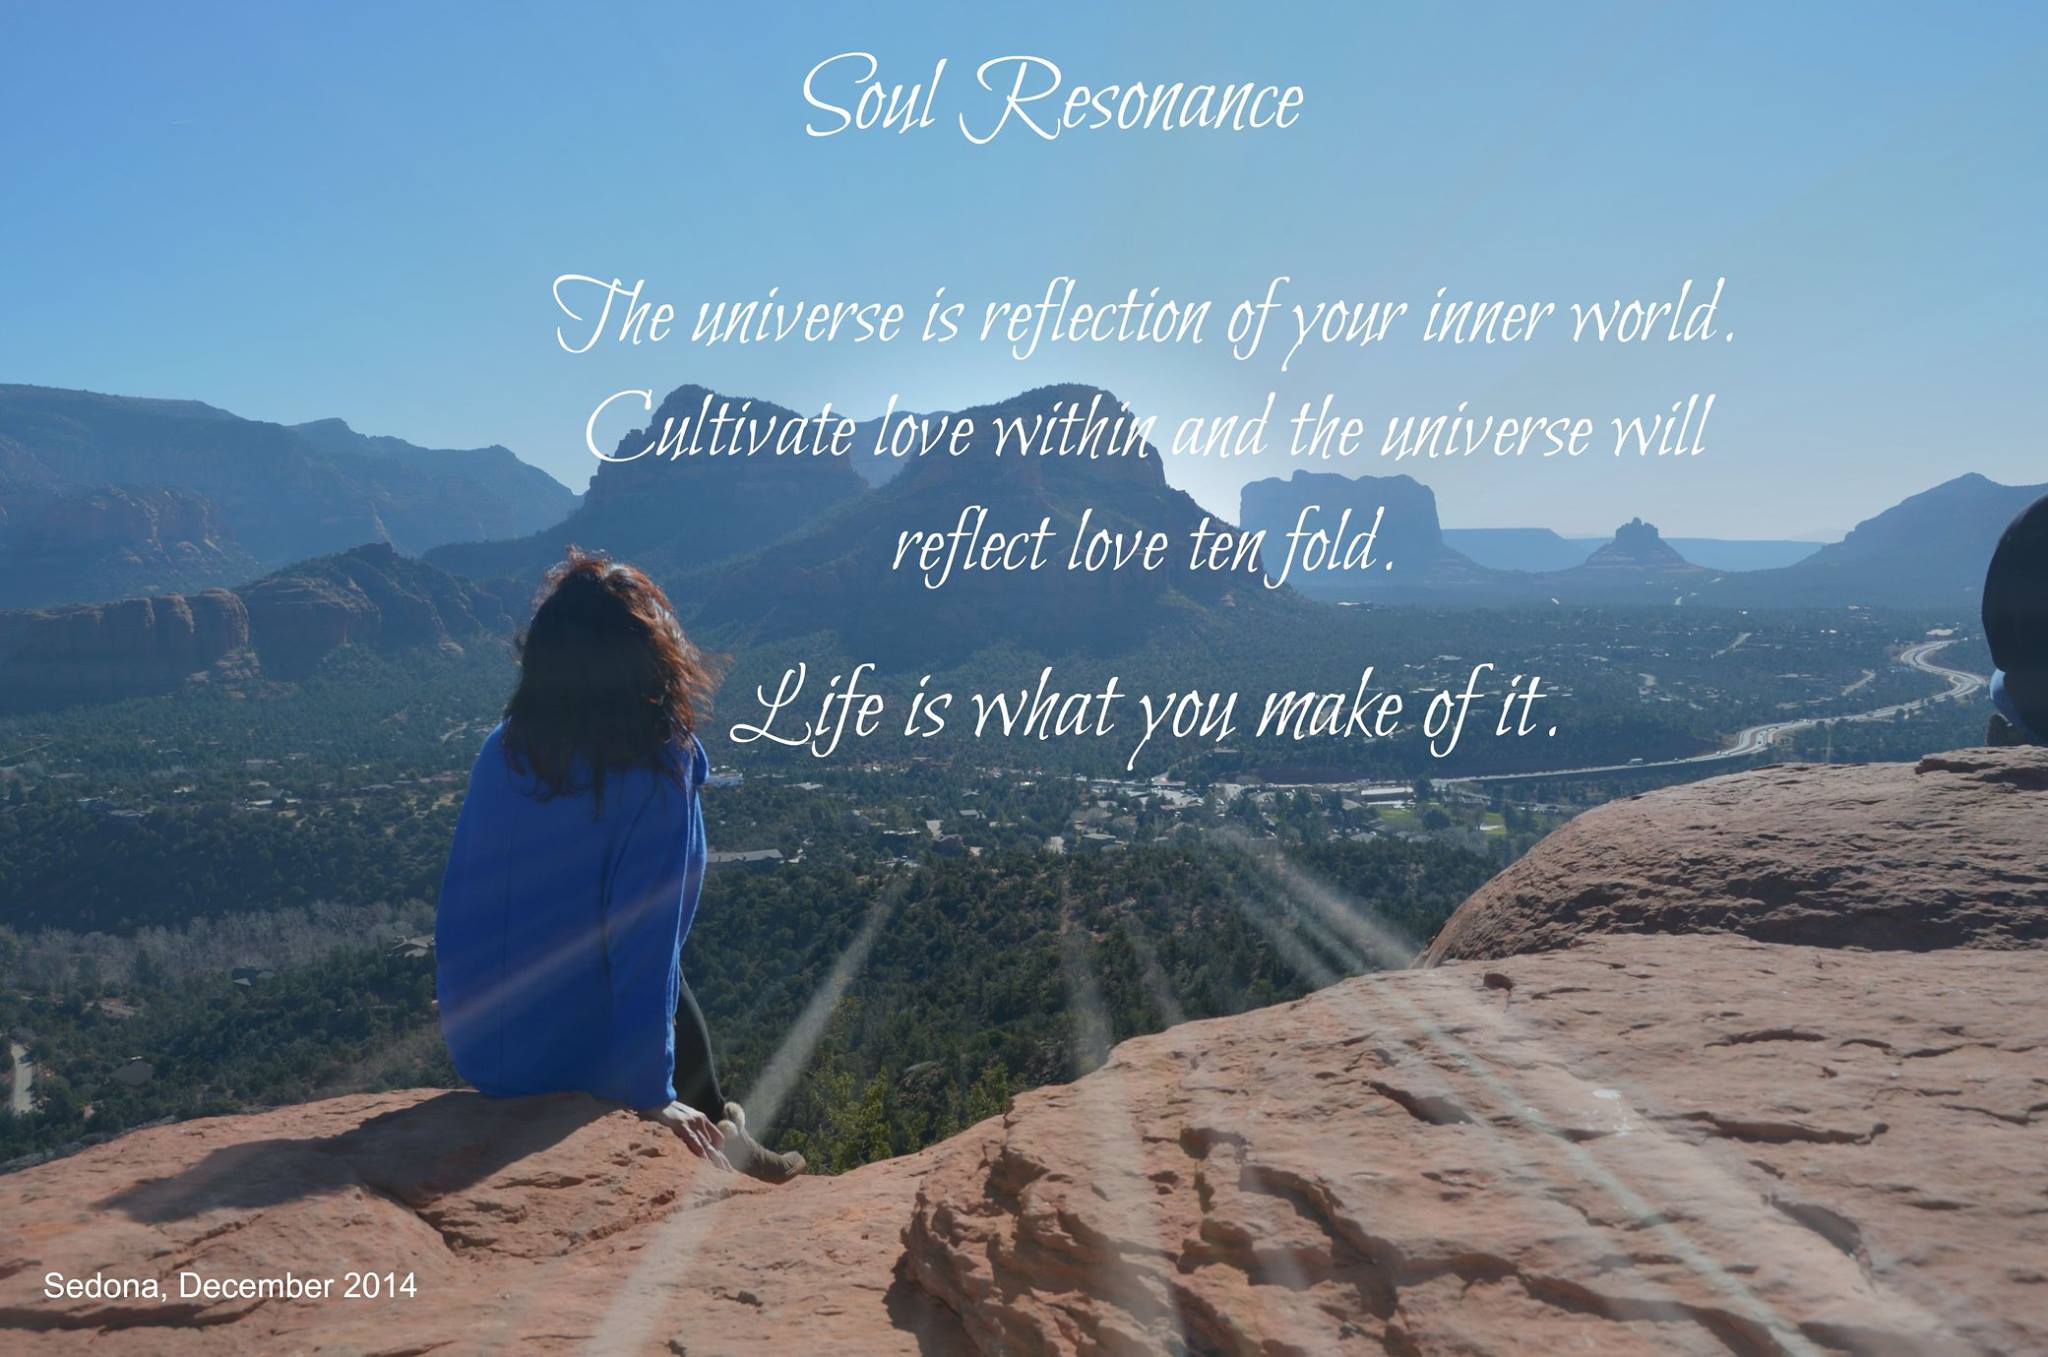 Soul Resonance
The universe is reflection of your inner world.
Cultivate love within and the universe will
reflect love ten fold.
Life is what you make of it.
Sedona, December 2014